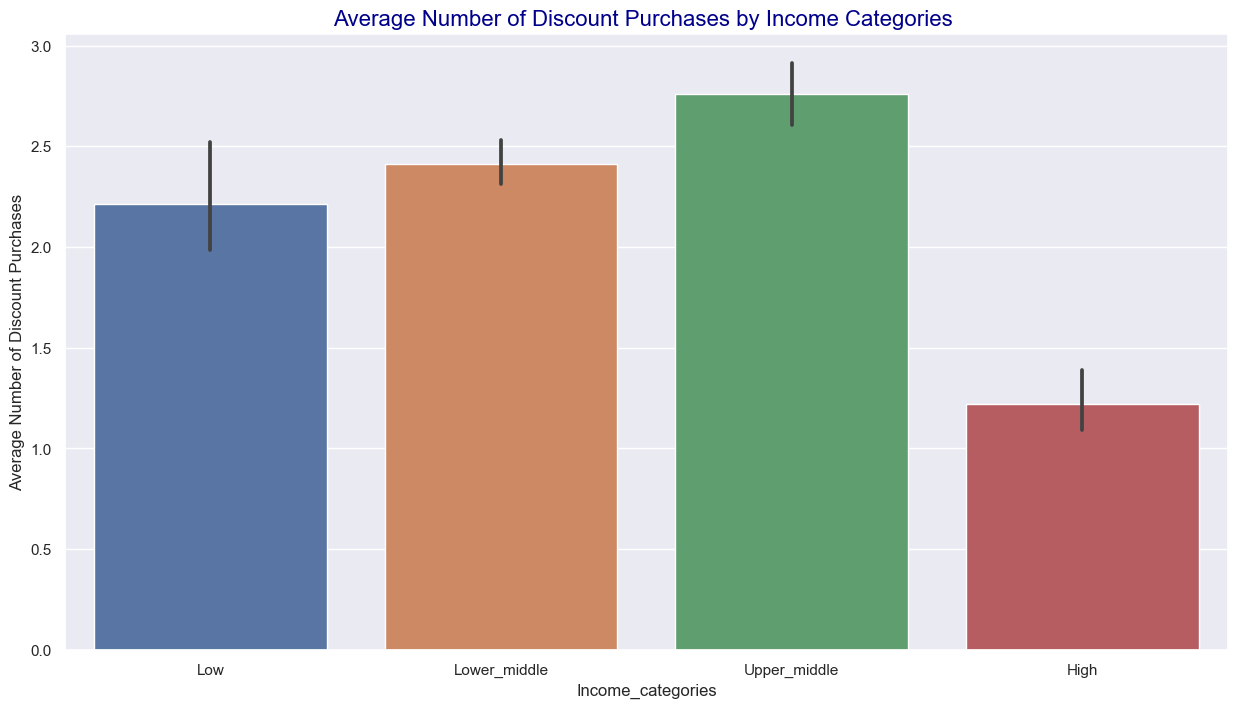 Average Number of Discount Purchases by Income Categories
3.0
2.5
2.0
1.5
1.0
0.5
0.0
Average Number of Discount Purchases
Low
Lower_middle
Upper_middle
High
Income_categories